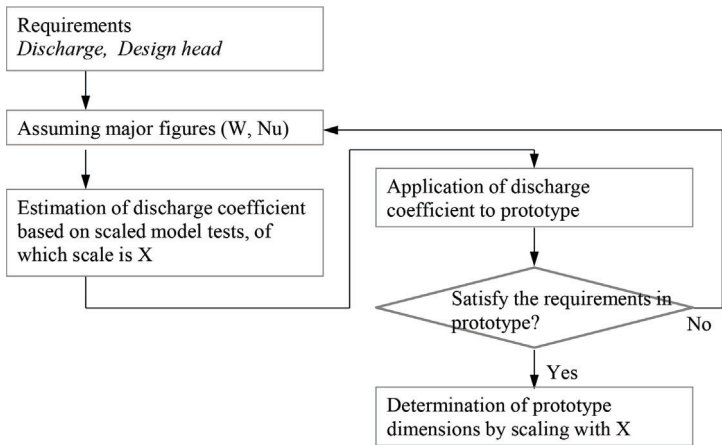 Requirements
Discharge, Design head
Assuming major figures (W, Nu)
Estimation of discharge coefficient
based on scaled model tests, of
which scale is X
Application of discharge
coefficient to prototype
Satisfy the requirements in
prototype?
No
Yes
Determination of prototype
dimensions by scaling with X